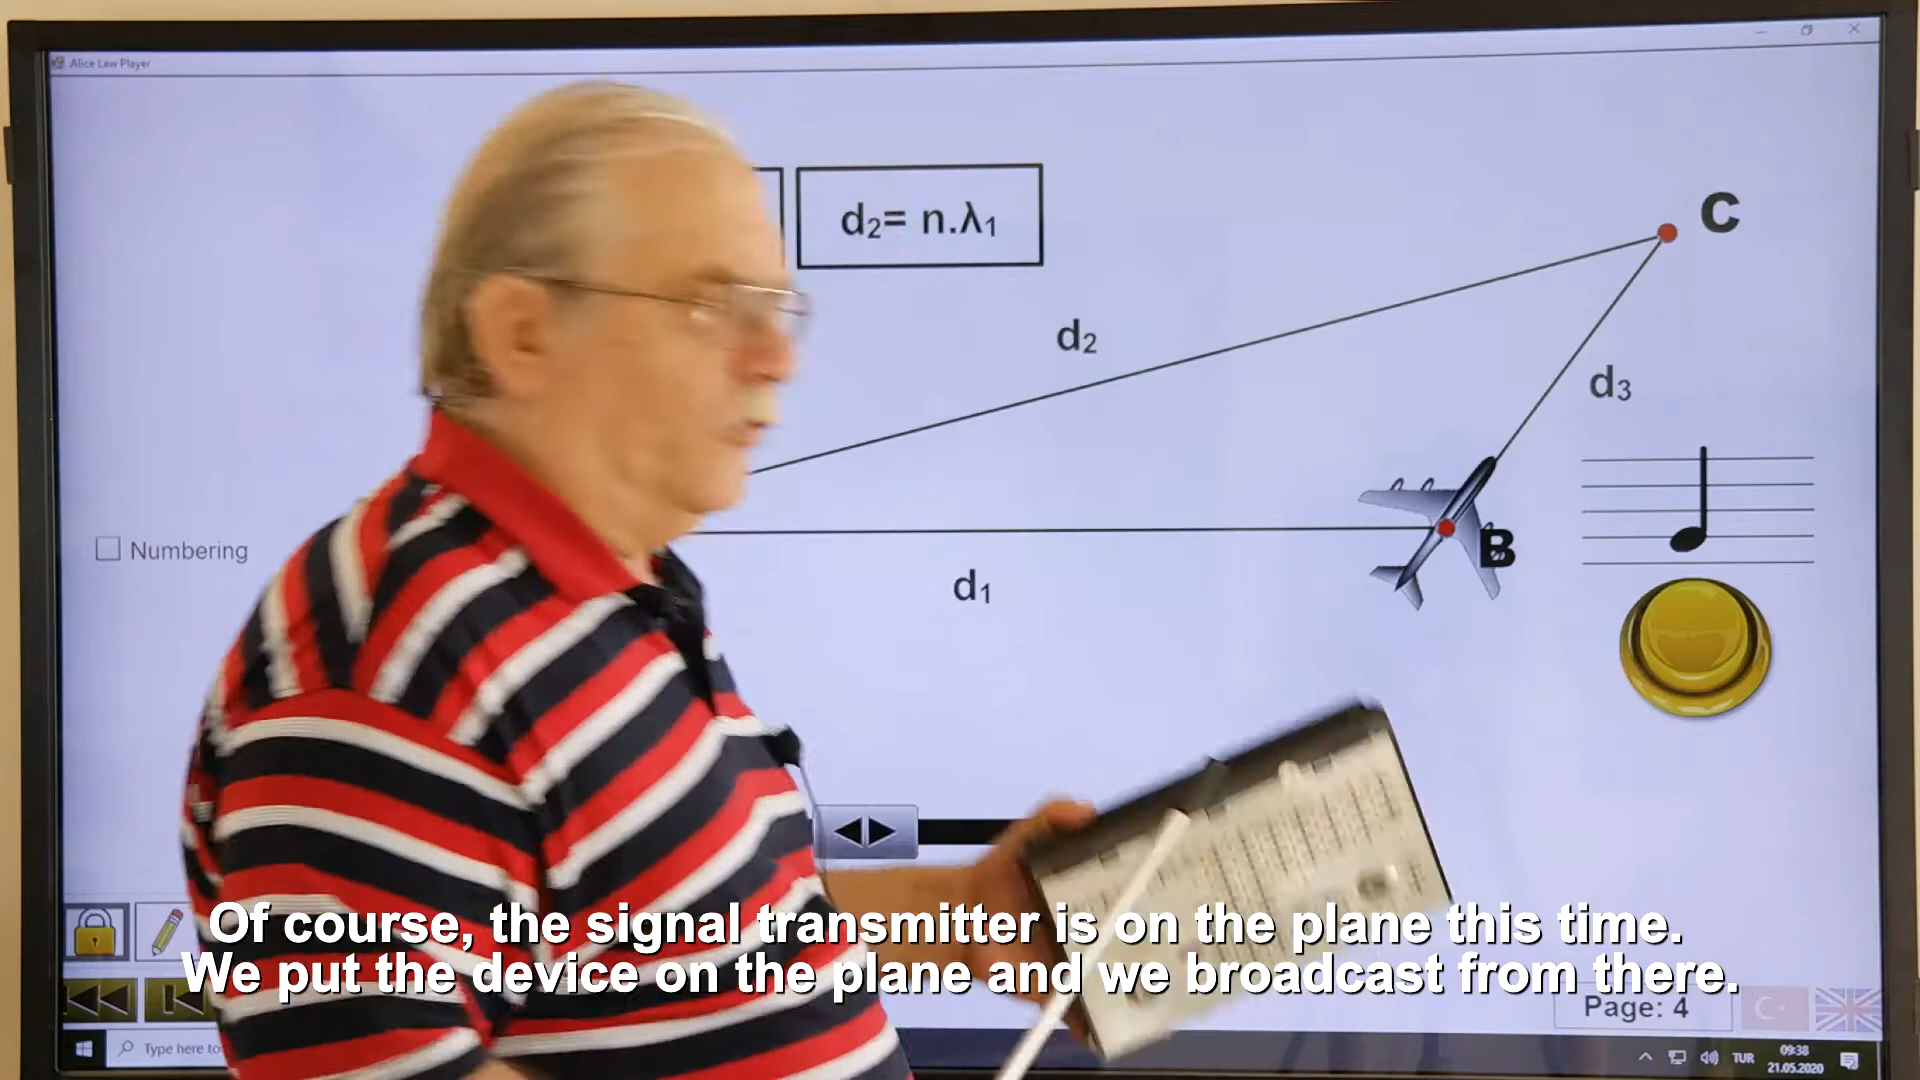 Alice Law Player
d₂= n.λ₁
C
d₂
d₃
Numbering
B
d₁
Of course, the signal transmitter is on the plane this time.
We put the device on the plane and we broadcast from there.
Page: 4
Type here to
TUR
09:38
21.05.2020